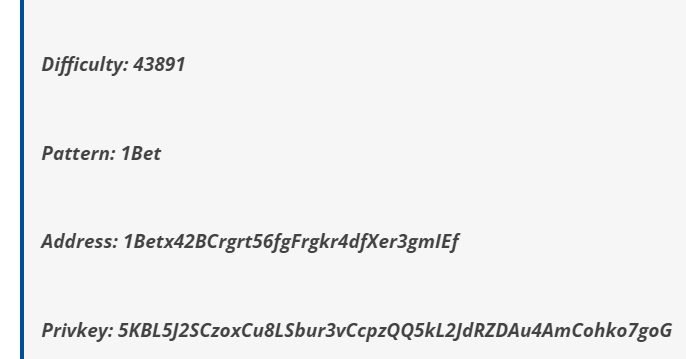 Difficulty: 43891
Pattern: 1Bet
Address: 1Betx42BCrgrt56fgFrgkr4dfXer3gmIEf
Privkey: 5KBL5J2SCzoxCu8LSbur3vCcpzQQ5kL2JdRZDAu4AmCohko7goG